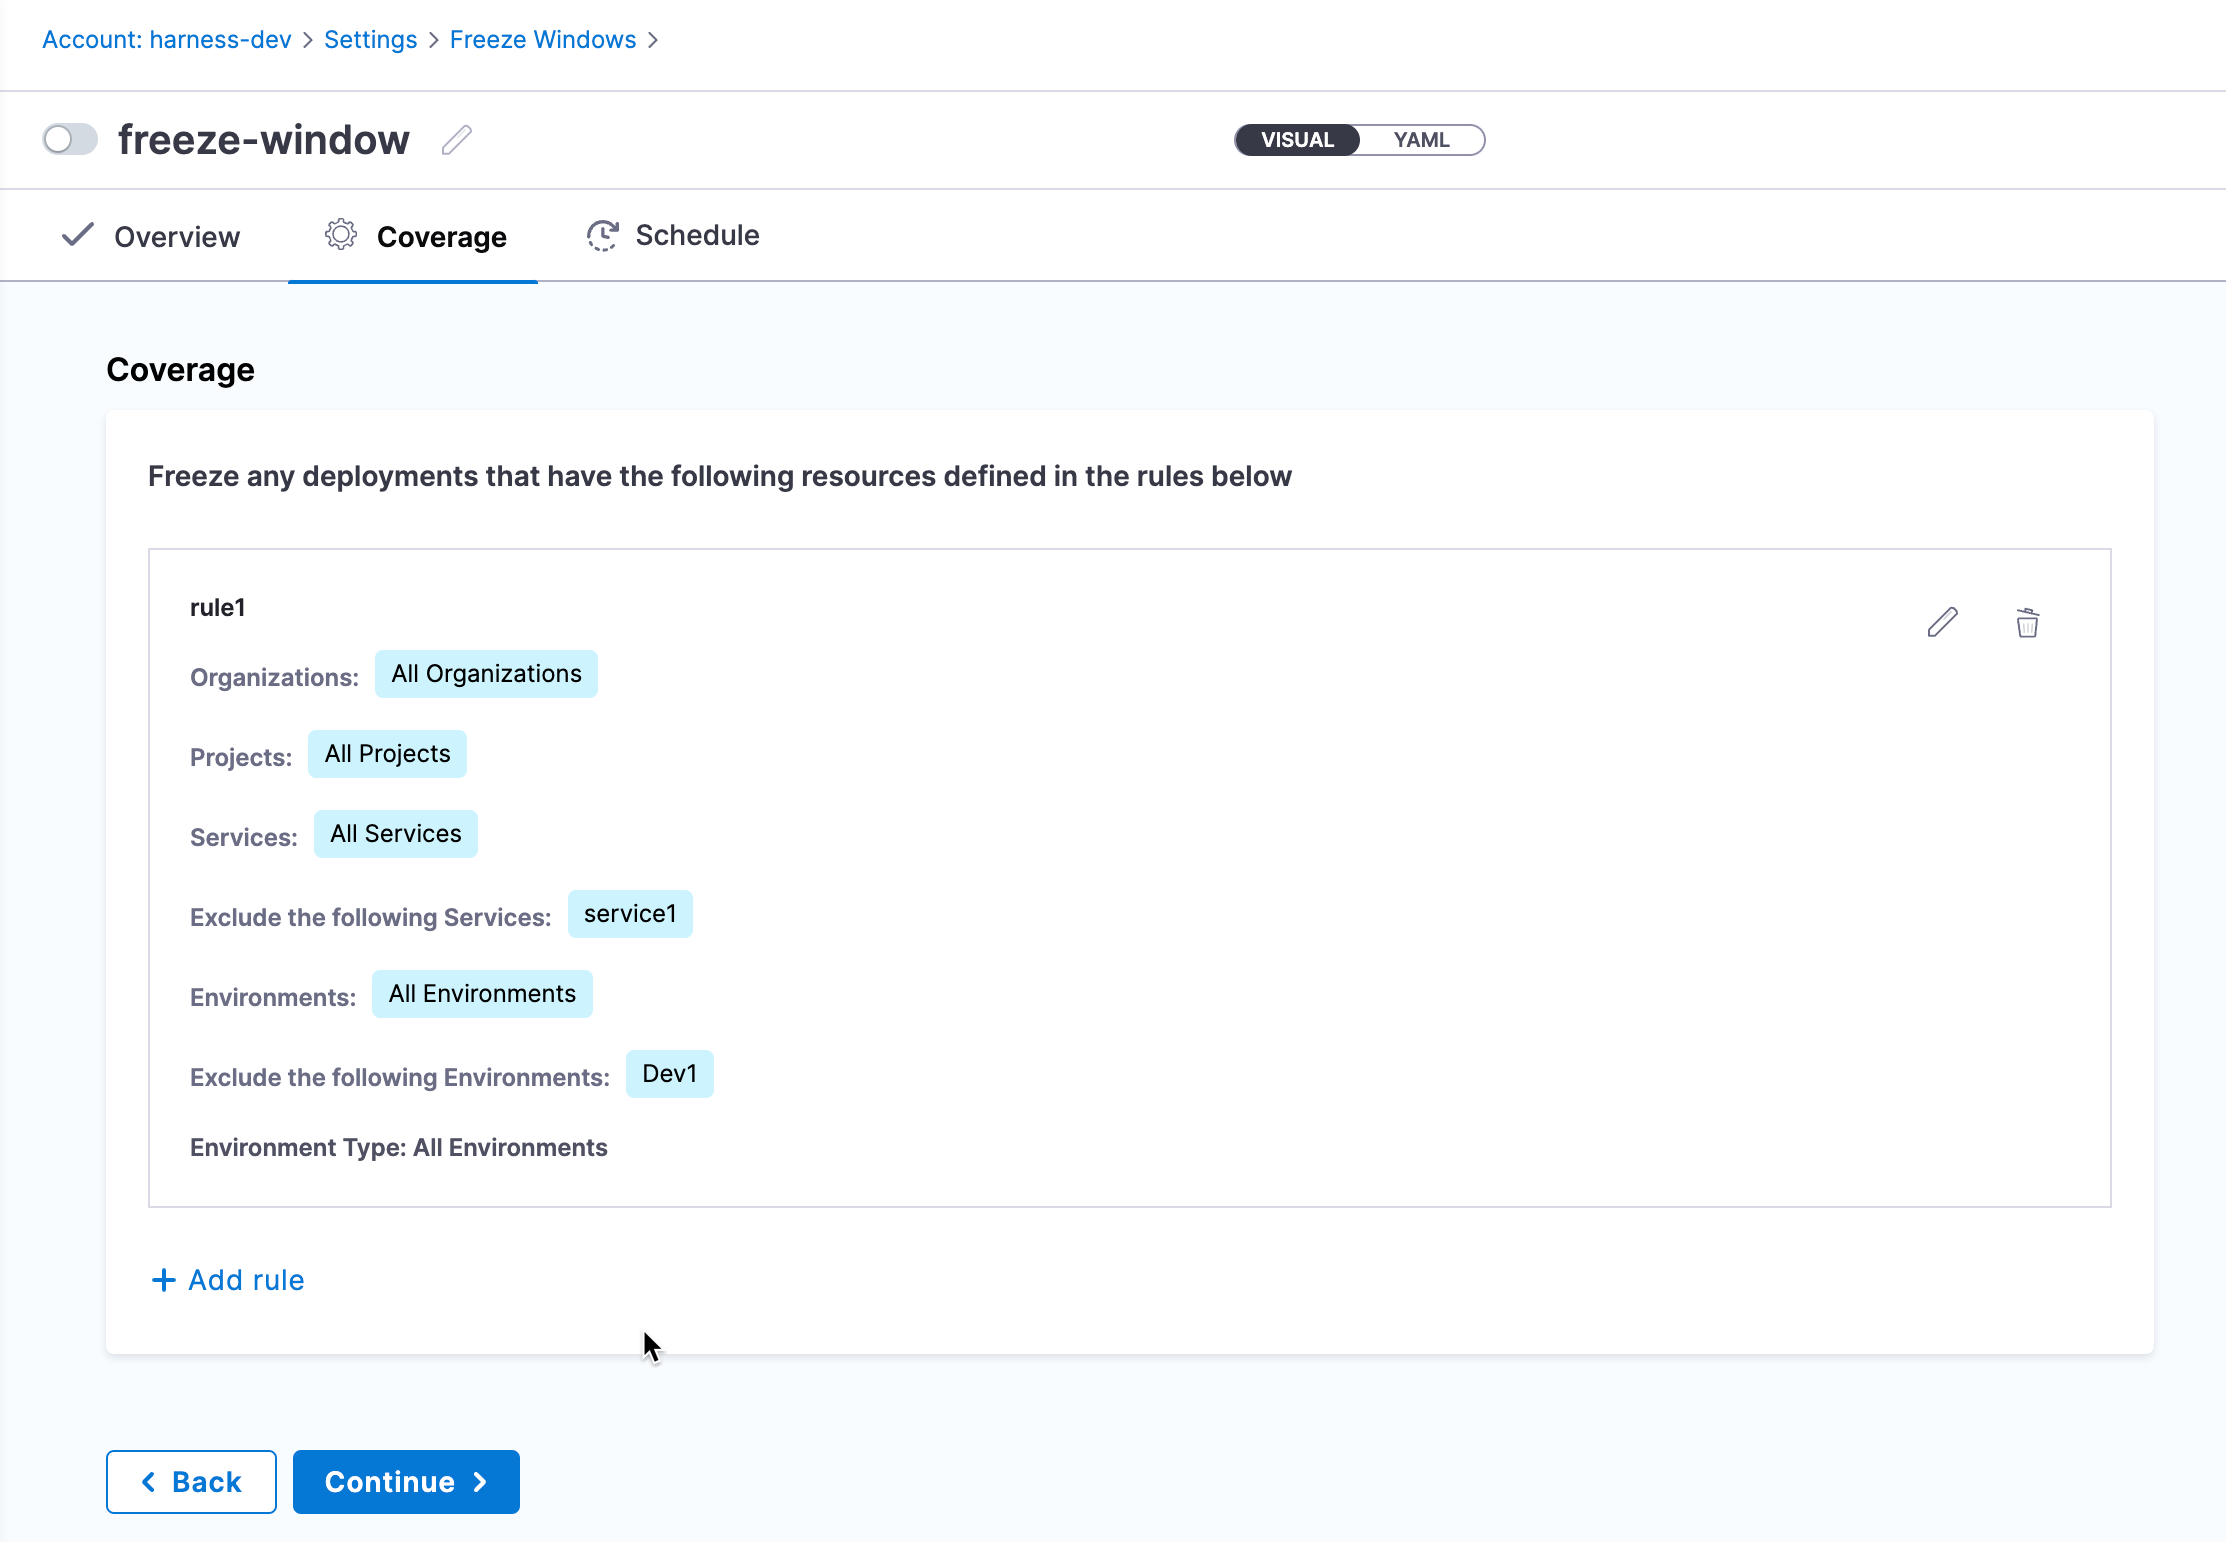 Account: harness-dev > Settings > Freeze Windows >
freeze-window
VISUAL YAML
Overview Coverage Schedule
Coverage
Freeze any deployments that have the following resources defined in the rules below
rule1
Organizations: All Organizations
Projects: All Projects
Services: All Services
Exclude the following Services: service1
Environments: All Environments
Exclude the following Environments: Dev1
Environment Type: All Environments
+ Add rule
Back Continue